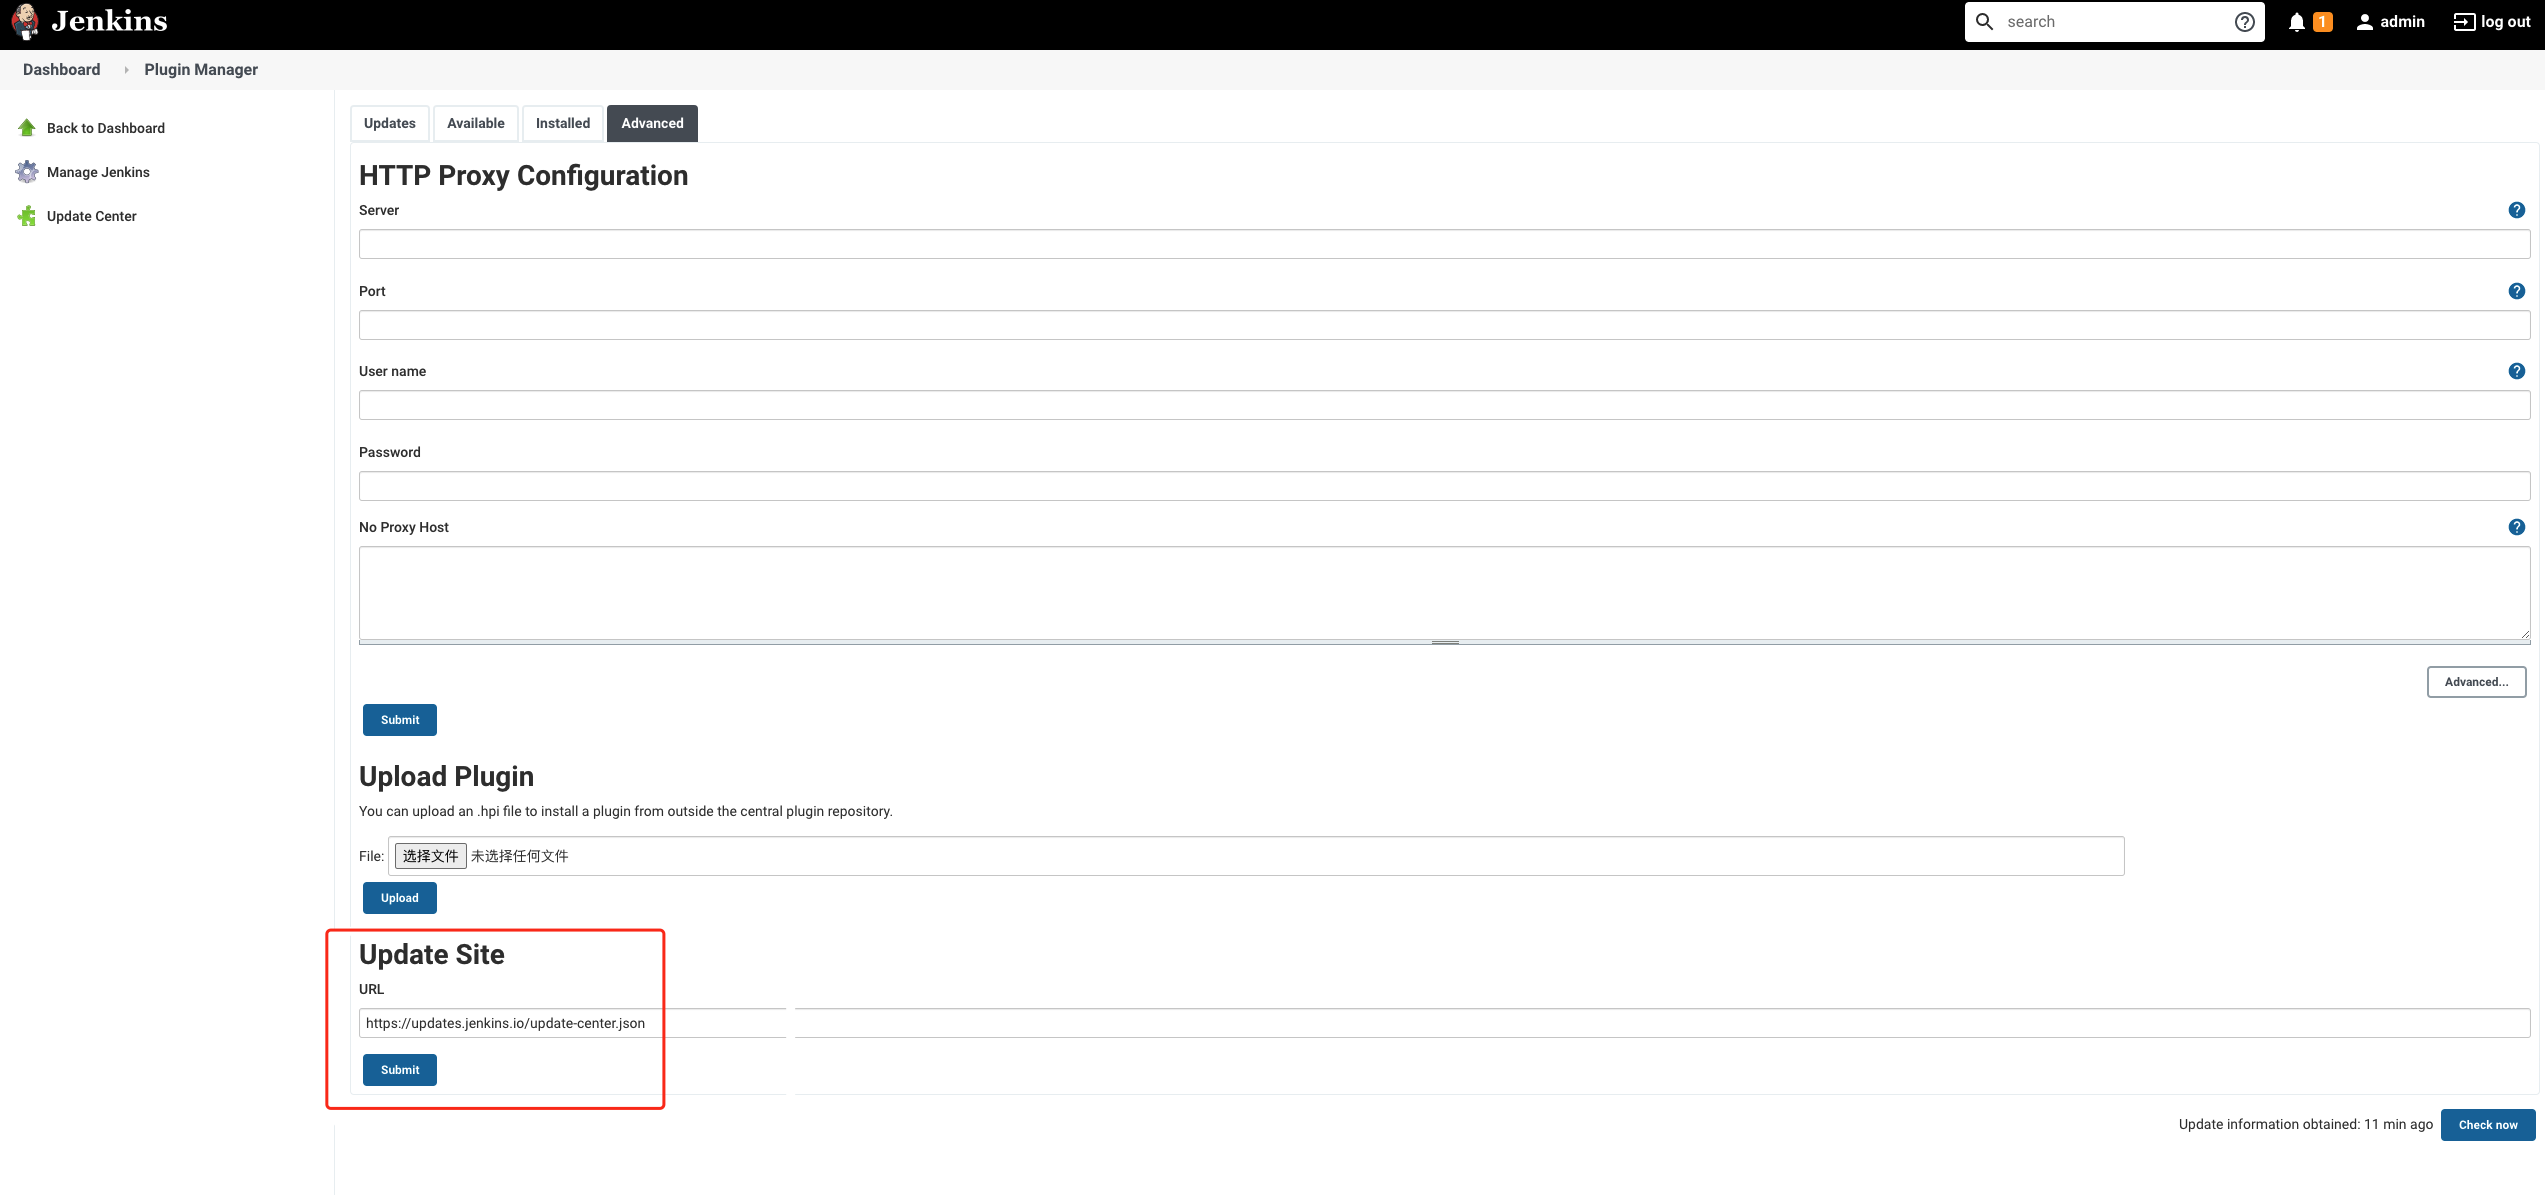 Jenkins
search
1
admin
log out
Dashboard
Plugin Manager
Back to Dashboard
Manage Jenkins
Update Center
Updates
Available
Installed
Advanced
HTTP Proxy Configuration
Server
?
Port
?
User name
?
Password
No Proxy Host
?
Advanced...
Submit
Upload Plugin
You can upload an .hpi file to install a plugin from outside the central plugin repository.
File: 选择文件 未选择任何文件
Upload
Update Site
URL
https://updates.jenkins.io/update-center.json
Submit
Update information obtained: 11 min ago
Check now